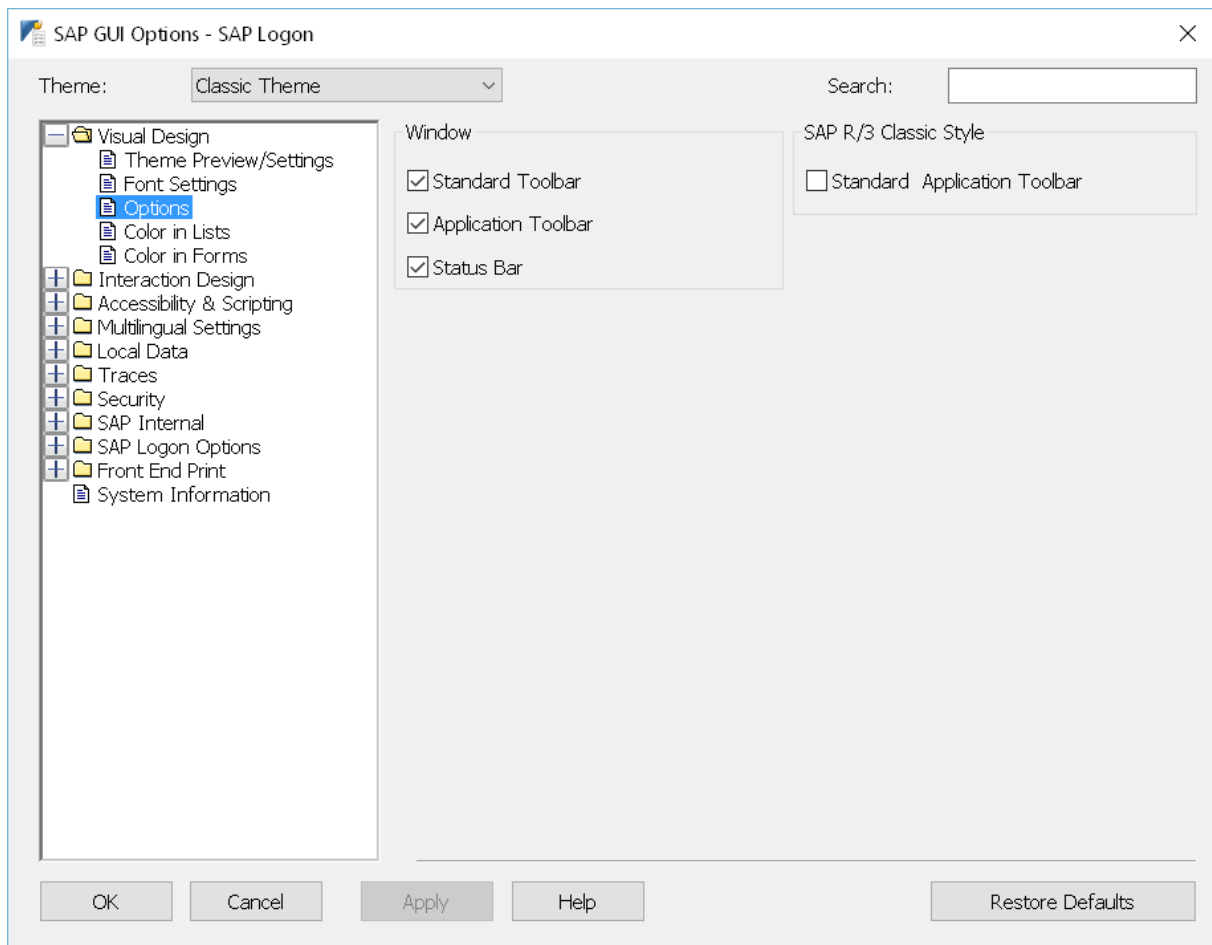 SAP GUI Options - SAP Logon
Theme: Classic Theme Search:
Visual Design
Theme Preview/Settings
Font Settings
Options
Color in Lists
Color in Forms
Interaction Design
Accessibility & Scripting
Multilingual Settings
Local Data
Traces
Security
SAP Internal
SAP Logon Options
Front End Print
System Information
Window
Standard Toolbar
Application Toolbar
Status Bar
SAP R/3 Classic Style
Standard Application Toolbar
OK Cancel Apply Help Restore Defaults